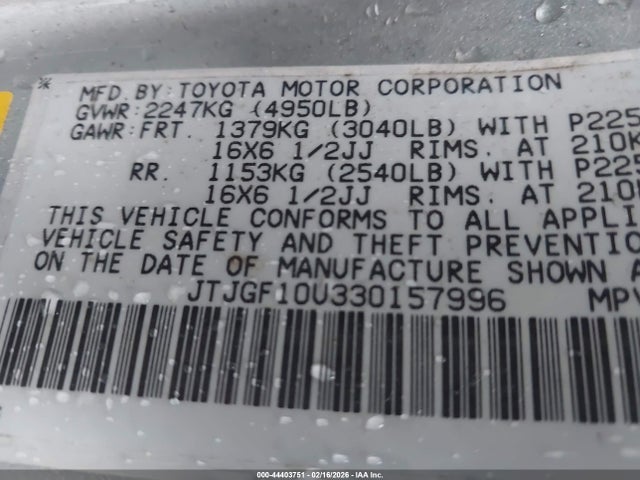 MFD. BY: TOYOTA MOTOR CORPORATION
GVWR: 2247KG (4950LB)
GAWR: FRT. 1379KG (3040LB) WITH P225
16X6 1/2JJ RIMS. AT 210K
RR. 1153KG (2540LB) WITH P225
16X6 1/2JJ RIMS. AT 210
THIS VEHICLE CONFORMS TO ALL APPLI
VEHICLE SAFETY AND THEFT PREVENTIO
ON THE DATE OF MANUFACTURE SHOWN A
JTJGF10U330157996 MPV
000-44403751 - 02/16/2026 - IAA Inc.